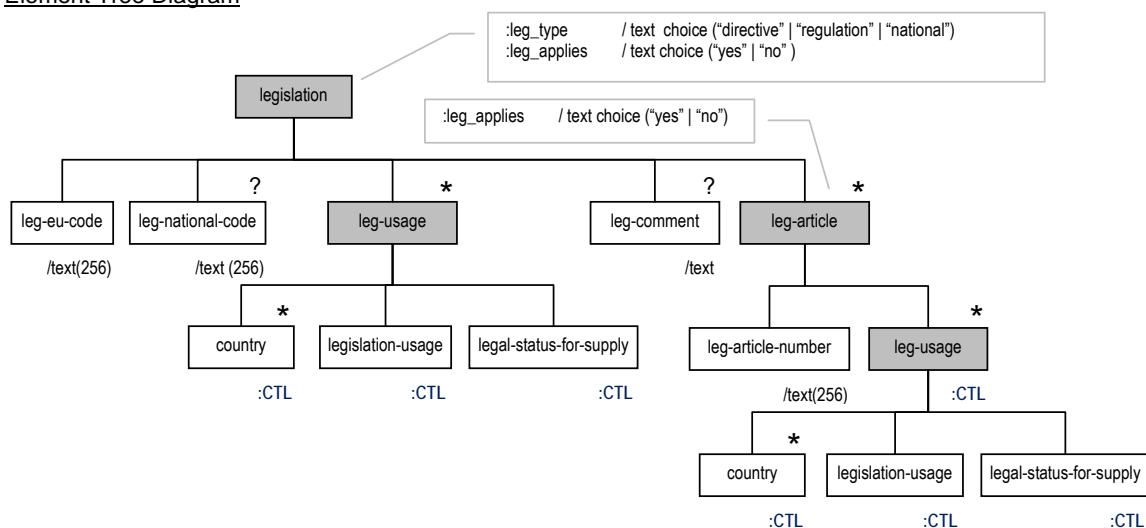 :leg_type / text choice (“directive” | “regulation” | “national”)
:leg_applies / text choice (“yes” | “no” )
legislation
:leg_applies / text choice (“yes” | “no”)
? * ? *
leg-eu-code leg-national-code leg-usage leg-comment leg-article
/text(256) /text (256) /text
* *
country legislation-usage legal-status-for-supply leg-article-number leg-usage
:CTL :CTL :CTL /text(256) :CTL
*
country legislation-usage legal-status-for-supply
:CTL :CTL :CTL